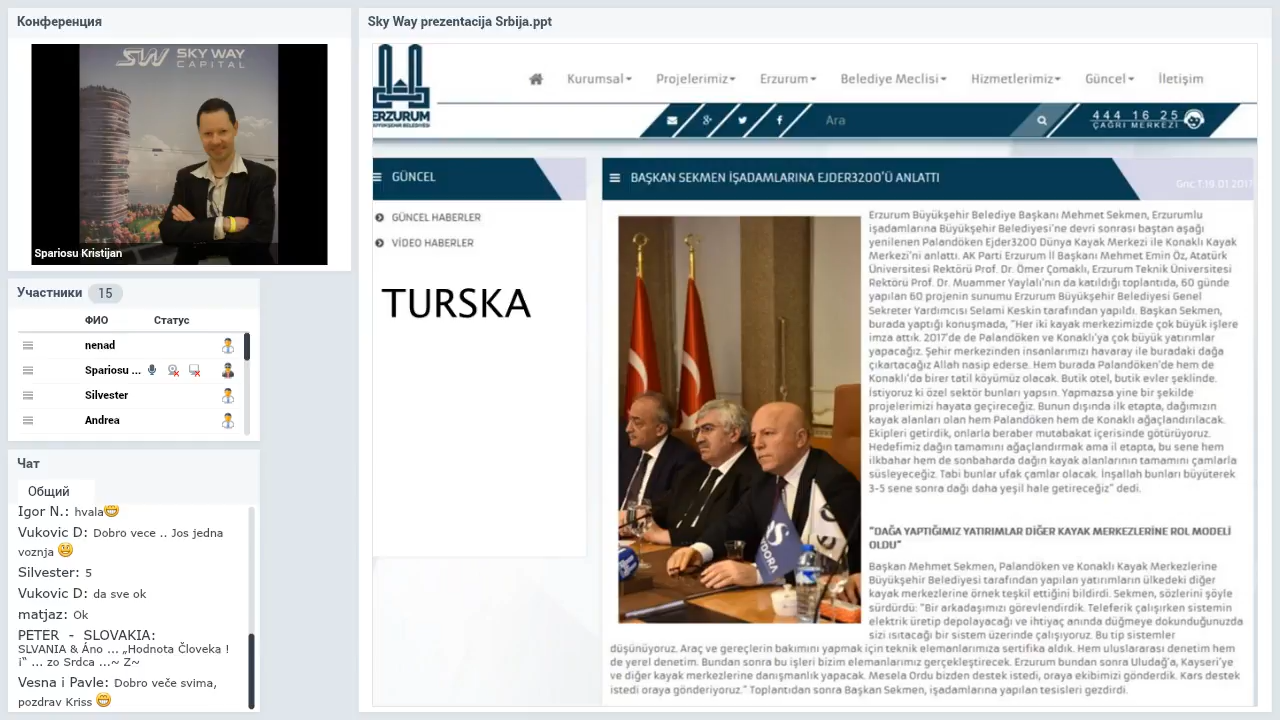 Конференция
SKY WAY
CAPITAL
Spariosu Kristijan
Участники 15
ФИО Статус
nenad
Spariosu ...
Silvester
Andrea
Чат
Общий
Igor N.: hvala
Vukovic D: Dobro vece .. Jos jedna
voznja
Silvester: 5
Vukovic D: da sve ok
matjaz: Ok
PETER - SLOVAKIA:
SLVANIA & Áno ... „Hodnota Človeka !
i“ ... zo Srdca ...~ Z~
Vesna i Pavle: Dobro veče svima,
pozdrav Kriss
Sky Way prezentacija Srbija.ppt
ERZURUM
Kurumsal Projelerimiz Erzurum Belediye Meclisi Hizmetlerimiz Güncel İletişim
Ara
444 16 25
ÇAĞRI MERKEZİ
GÜNCEL
GÜNCEL HABERLER
VİDEO HABERLER
TURSKA
BAŞKAN SEKMEN İŞADAMLARINA EJDER3200'Ü ANLATTI
Gnc.T:19.01.2017
Erzurum Büyükşehir Belediye Başkanı Mehmet Sekmen, Erzurumlu
işadamlarına Büyükşehir Belediyesi'ne devri sonrası baştan aşağı
yenilenen Palandöken Ejder3200 Dünya Kayak Merkezi ile Konaklı Kayak
Merkezi'ni anlattı. AK Parti Erzurum İl Başkanı Mehmet Emin Öz, Atatürk
Üniversitesi Rektörü Prof. Dr. Ömer Çomaklı, Erzurum Teknik Üniversitesi
Rektörü Prof. Dr. Muammer Yaylalı'nın da katıldığı toplantıda, 60 günde
yapılan 60 projenin sunumu Erzurum Büyükşehir Belediyesi Genel
Sekreter Yardımcısı Selami Keskin tarafından yapıldı. Başkan Sekmen,
burada yaptığı konuşmada, "Her iki kayak merkezimizde çok büyük işlere
imza attık. 2017'de de Palandöken ve Konaklı'ya çok büyük yatırımlar
yapacağız. Şehir merkezinden insanlarımızı havaray ile buradaki dağa
çıkartacağız Allah nasip ederse. Hem burada Palandöken'de hem de
Konaklı'da birer tatil köyümüz olacak. Butik otel, butik evler şeklinde.
İstiyoruz ki özel sektör bunları yapsın. Yapmazsa yine bir şekilde
projelerimizi hayata geçireceğiz. Bunun dışında ilk etapta, dağımızın
kayak alanları olan hem Palandöken hem de Konaklı ağaçlandırılacak.
Ekipleri getirdik, onlarla beraber mutabakat içerisinde götürüyoruz.
Hedefimiz dağın tamamını ağaçlandırmak ama il etapta, bu sene hem
ilkbahar hem de sonbaharda dağın kayak alanlarının tamamını çamlarla
süsleyeceğiz. Tabi bunlar ufak çamlar olacak. İnşallah bunları büyüterek
3-5 sene sonra dağı daha yeşil hale getireceğiz" dedi.
"DAĞA YAPTIĞIMIZ YATIRIMLAR DİĞER KAYAK MERKEZLERİNE ROL MODELİ
OLDU"
Başkan Mehmet Sekmen, Palandöken ve Konaklı Kayak Merkezlerine
Büyükşehir Belediyesi tarafından yapılan yatırımların ülkedeki diğer
kayak merkezlerine örnek teşkil ettiğini bildirdi. Sekmen, sözlerini şöyle
sürdürdü: "Bir arkadaşımızı görevlendirdik. Teleferik çalışırken sistemin
elektrik üretip depolayacağı ve ihtiyaç anında düğmeye dokunduğunuzda
sizi ısıtacağı bir sistem üzerinde çalışıyoruz. Bu tip sistemler
düşünüyoruz. Araç ve gereçlerin bakımını yapmak için teknik elemanlarımıza sertifika aldık. Hem uluslararası denetim hem
de yerel denetim. Bundan sonra bu işleri bizim elemanlarımız gerçekleştirecek. Erzurum bundan sonra Uludağ'a, Kayseri'ye
ve diğer kayak merkezlerine danışmanlık yapacak. Mesela Ordu bizden destek istedi, oraya ekibimizi gönderdik. Kars destek
istedi oraya gönderiyoruz." Toplantıdan sonra Başkan Sekmen, işadamlarına yapılan tesisleri gezdirdi.